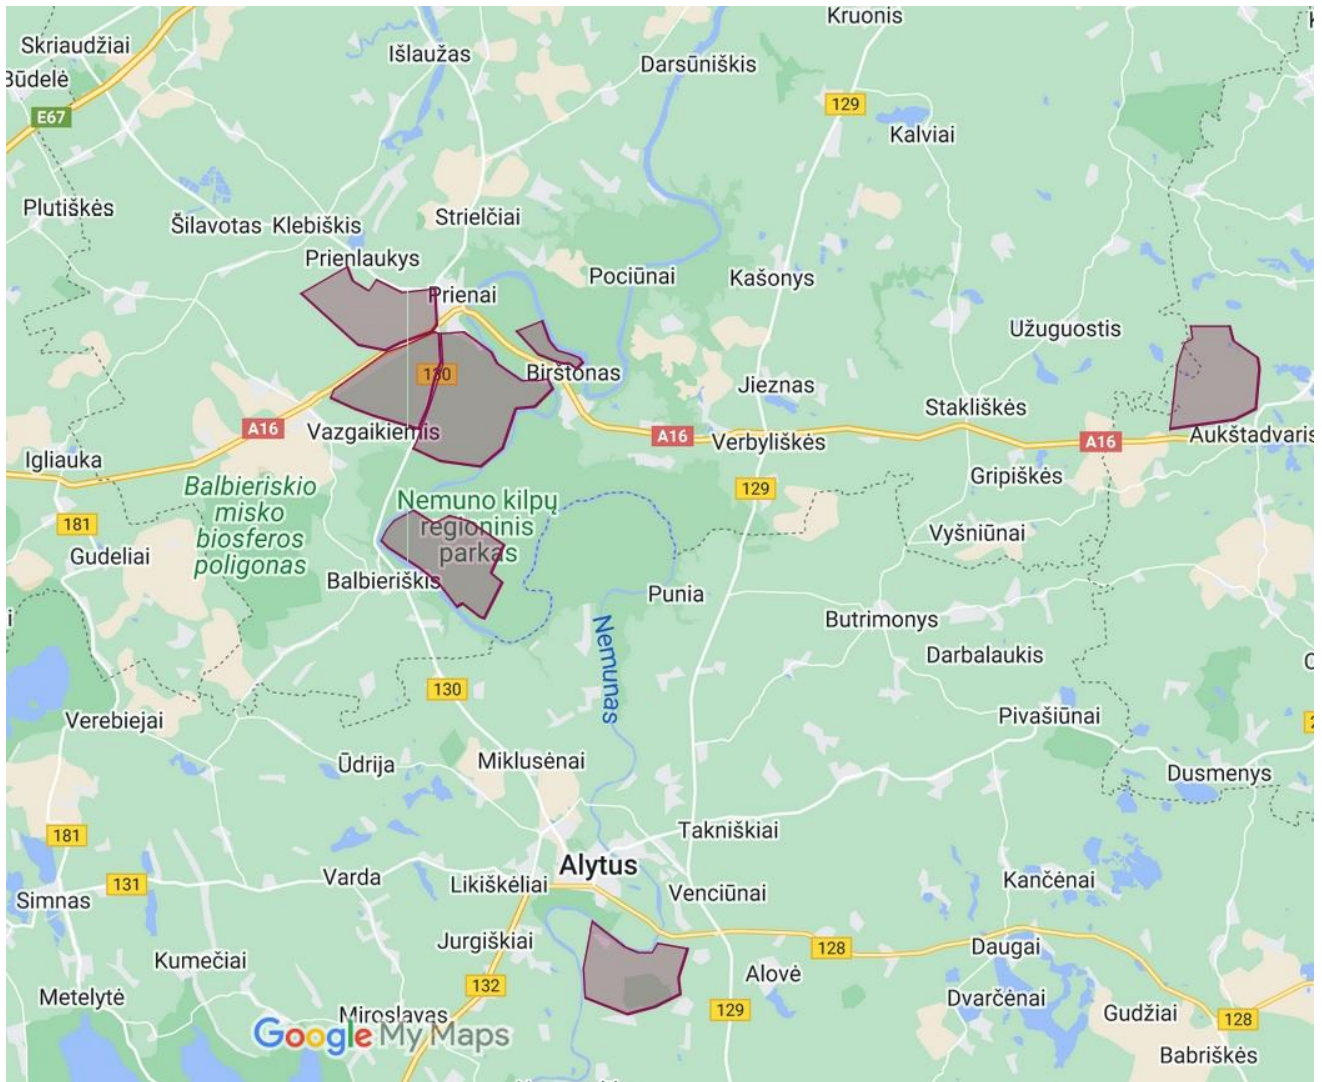 Kruonis
Skriaudžiai
Išlaužas
Darsūniškis
Būdelė
E67
129
Kalviai
Plutiškės
Šilavotas
Klebiškis
Strielčiai
Prienlaukys
Pociūnai
Kašonys
Prienai
Užuguostis
130
Birštonas
Jieznas
Stakliškės
A16
Vazgaikiemis
A16
Verbyliškės
A16
Aukštadvaris
Igliauka
Gripiškės
Balbieriškio
misko
biosferos
poligonas
Nemuno kilpų
regioninis
parkas
129
181
Vyšniūnai
Gudeliai
Balbieriškis
Punia
Butrimonys
Nemunas
Darbalaukis
130
Verebiejai
Pivašiūnai
Ūdrija
Miklusėnai
Dusmenys
181
Takniškiai
Alytus
131
Varda
Likiškėliai
Venciūnai
Kančėnai
Simnas
Jurgiškiai
128
Daugai
Kumečiai
Alovė
132
Metelytė
Dvarčėnai
129
Gudžiai
128
Miroslavas
Google My Maps
Babriškės